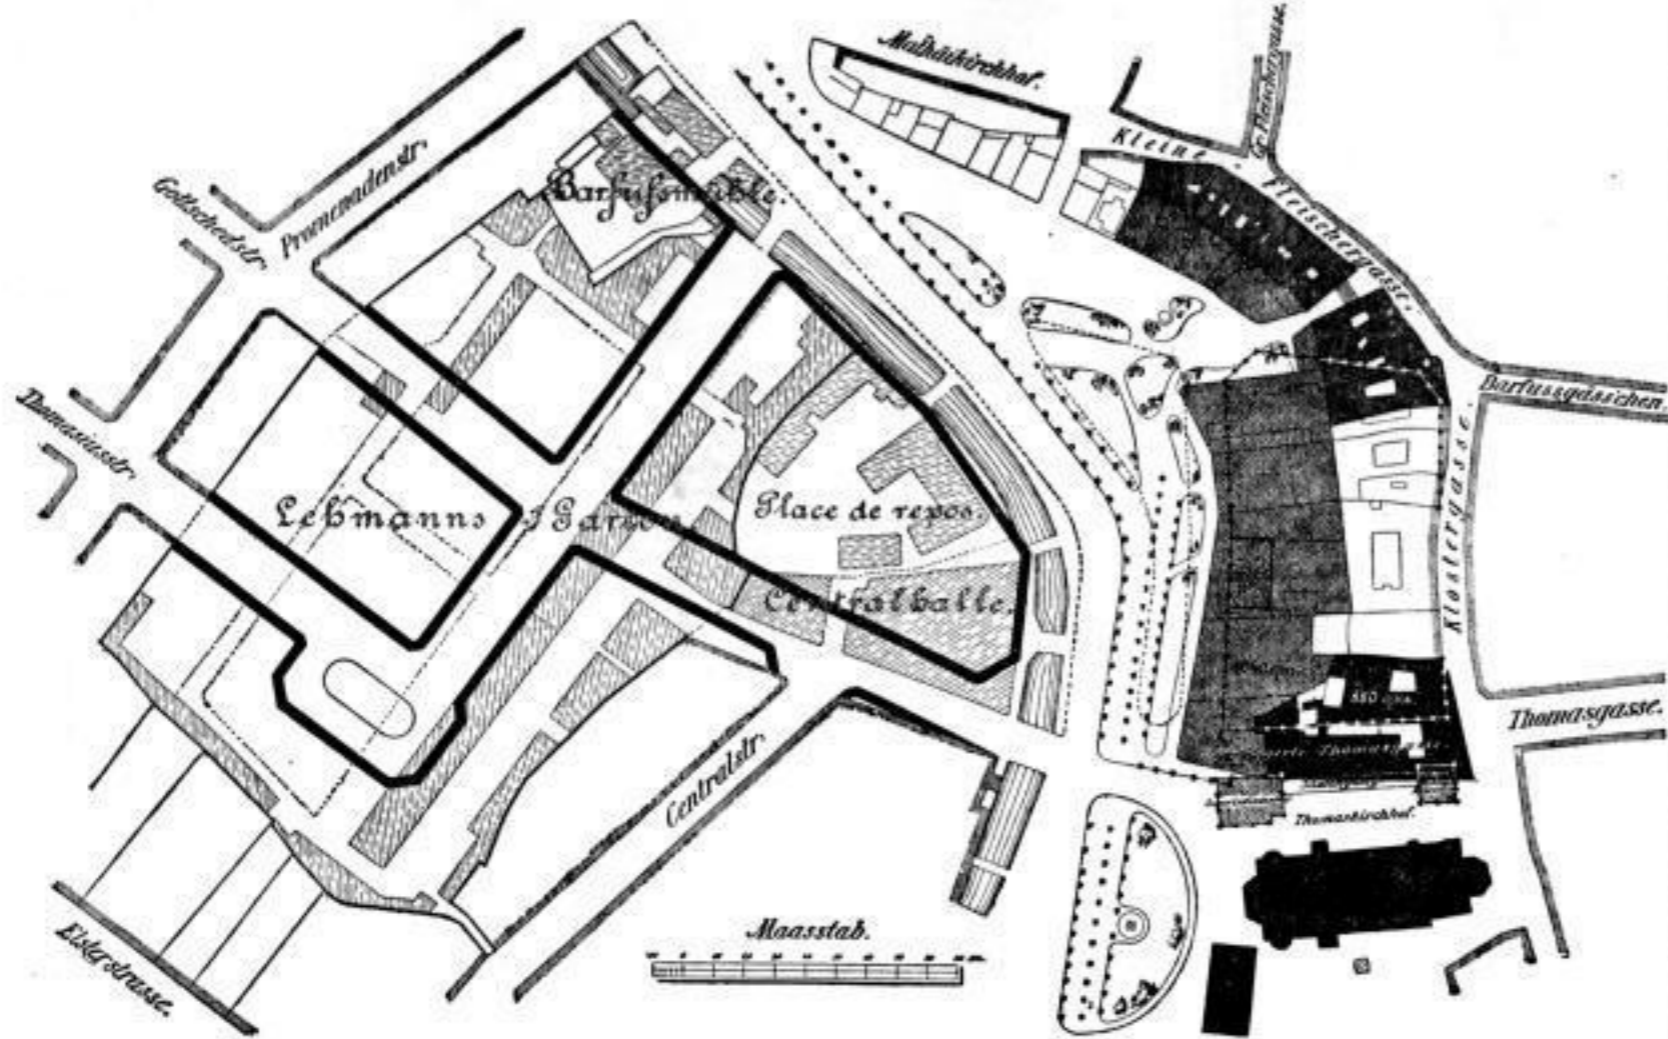 Matthäikirchhof.
Gr. Fleischergasse.
Kleine Fleischergasse.
Promenadenstr.
Gottschedstr.
Barfussmühle.
Barfussgässchen.
Thomasiusstr.
Lehmanns Garten
Place de repos.
Centralhalle.
Klostergasse.
Thomasgasse.
Centralstr.
Thomaskirchhof.
Elsterstrasse.
Maasstab.